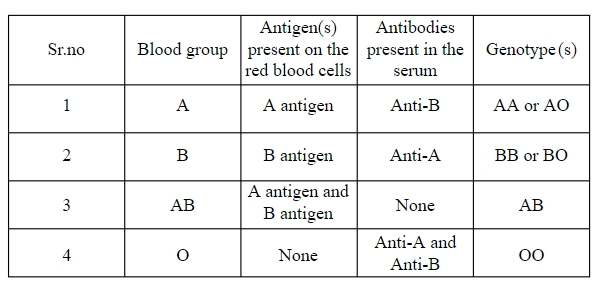 Sr.no
Blood group
Antigen(s)
present on the
red blood cells
Antibodies
present in the
serum
Genotype(s)
1
A
A antigen
Anti-B
AA or AO
2
B
B antigen
Anti-A
BB or BO
3
AB
A antigen and
B antigen
None
AB
4
O
None
Anti-A and
Anti-B
OO